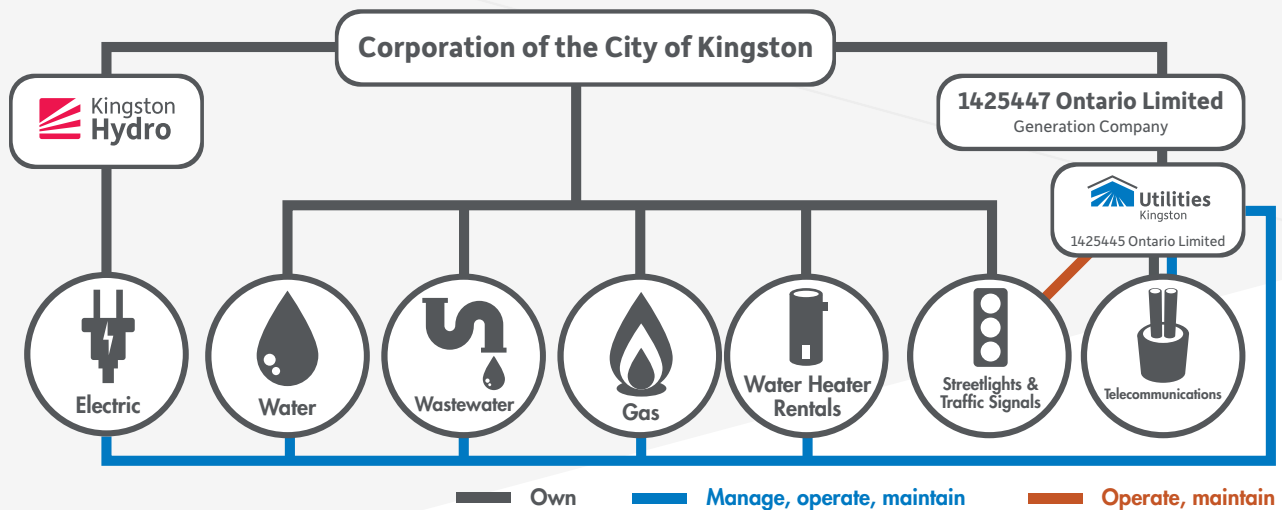 Corporation of the City of Kingston
Kingston
Hydro
1425447 Ontario Limited
Generation Company
Utilities
Kingston
1425445 Ontario Limited
Electric
Water
Wastewater
Gas
Water Heater
Rentals
Streetlights &
Traffic Signals
Telecommunications
Own
Manage, operate, maintain
Operate, maintain